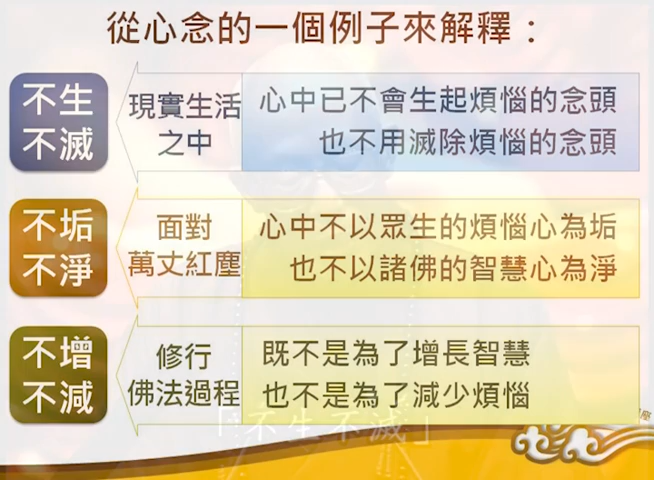 從心念的一個例子來解釋：
不生
不滅
現實生活
之中
心中已不會生起煩惱的念頭
也不用滅除煩惱的念頭
不垢
不淨
面對
萬丈紅塵
心中不以眾生的煩惱心為垢
也不以諸佛的智慧心為淨
不增
不減
修行
佛法過程
既不是為了增長智慧
也不是為了減少煩惱
「不生不滅」